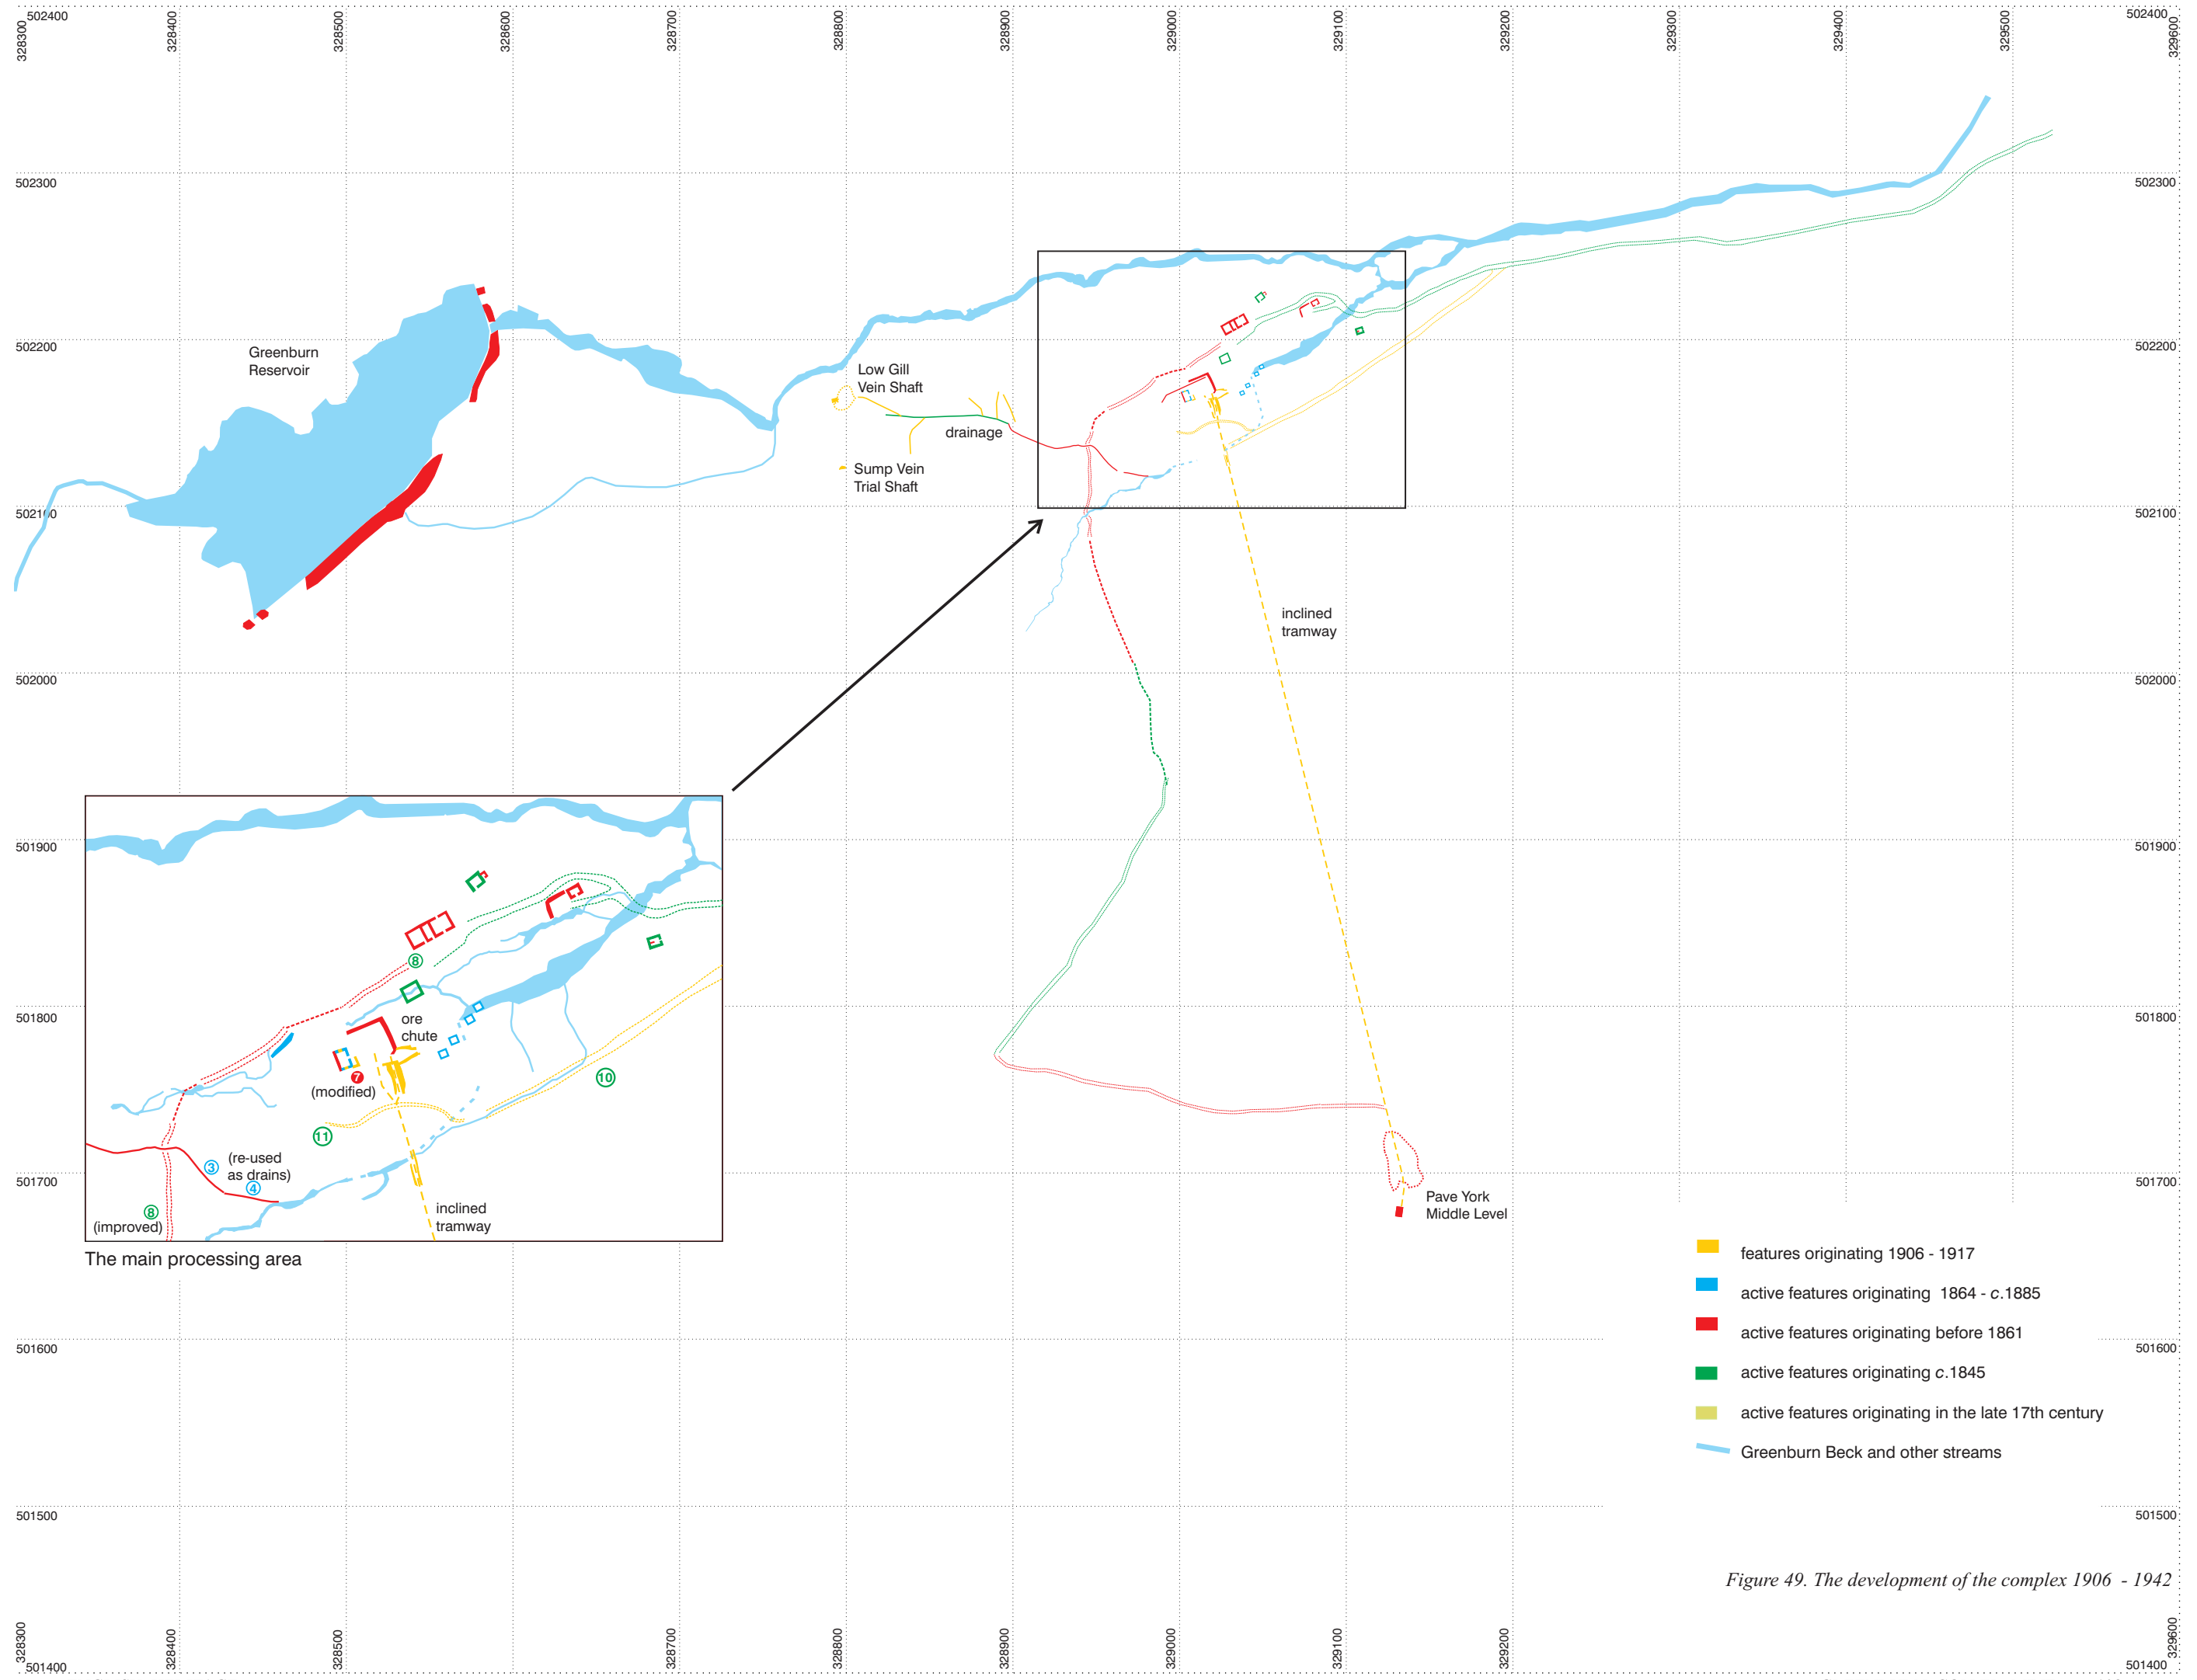 502400
328300
328400
328500
328600
328700
328800
328900
329000
329100
329200
329300
329400
329500
502400
329600
502300
502300
502200
502200
Greenburn
Reservoir
Low Gill
Vein Shaft
drainage
Sump Vein
Trial Shaft
502100
502100
inclined
tramway
502000
502000
501900
501900
8
ore
chute
7
(modified)
10
11
3
(re-used
as drains)
4
8
(improved)
inclined
tramway
The main processing area
501800
501800
501700
501700
Pave York
Middle Level
features originating 1906 - 1917
active features originating 1864 - c.1885
active features originating before 1861
active features originating c.1845
active features originating in the late 17th century
Greenburn Beck and other streams
501600
501600
501500
501500
Figure 49. The development of the complex 1906 - 1942
328300
501400
328400
328500
328600
328700
328800
328900
329000
329100
329200
501400
329600